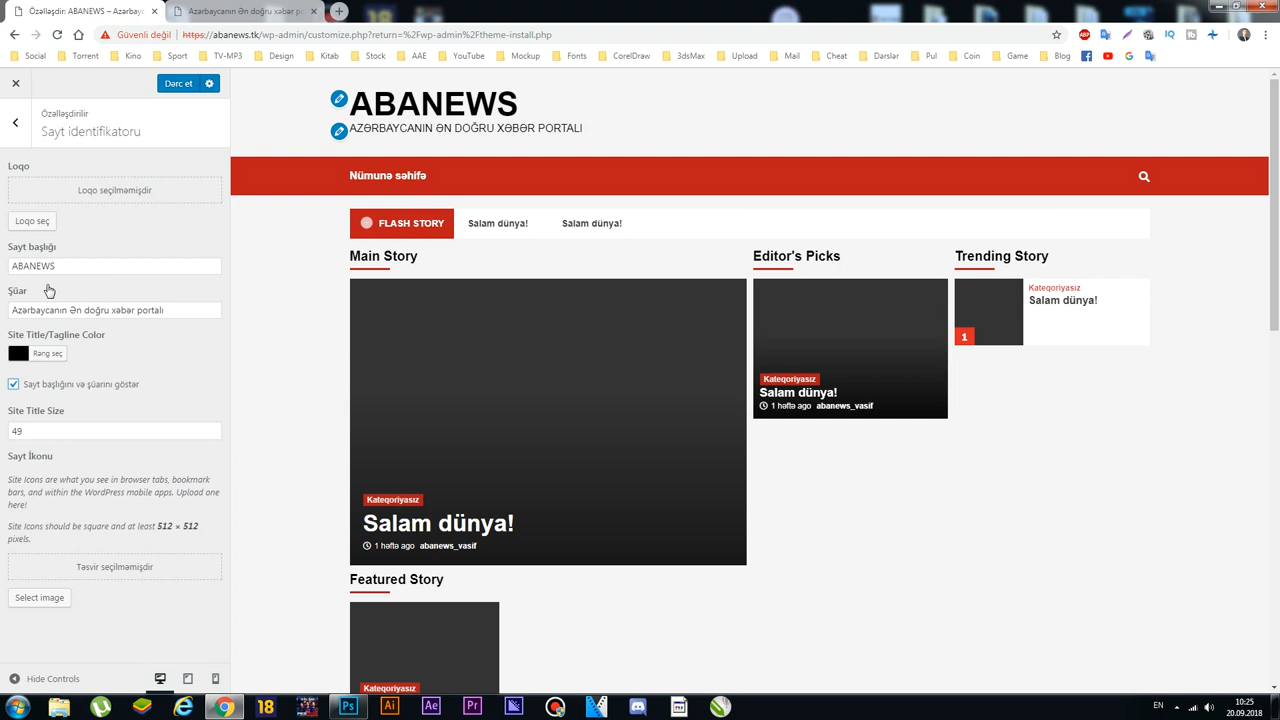 Özəlləşdir: ABANEWS – Azərbayc
Azərbaycanın ən doğru xəbər por
Güvənli değil
https://abanews.tk/wp-admin/customize.php?return=%2Fwp-admin%2Ftheme-install.php
Social
Torrent
Kino
Sport
TV-MP3
Design
Kitab
Stock
AAE
YouTube
Mockup
Fonts
CorelDraw
3dsMax
Upload
Mail
Cheat
Dərslər
Pul
Coin
Game
Blog
Dərc et
Özəlləşdirilir
Sayt identifikatoru
Loqo
Loqo seçilməmişdir
Loqo seç
Sayt başlığı
ABANEWS
Şüar
Azərbaycanın Ən doğru xəbər portalı
Site Title/Tagline Color
Rəng seç
Sayt başlığını və şüarını göstər
Site Title Size
49
Sayt İkonu
Site Icons are what you see in browser tabs, bookmark
bars, and within the WordPress mobile apps. Upload one
here!
Site Icons should be square and at least 512 × 512
pixels.
Təsvir seçilməmişdir
Select image
Hide Controls
ABANEWS
AZƏRBAYCANIN ƏN DOĞRU XƏBƏR PORTALI
Nümunə səhifə
FLASH STORY
Salam dünya!
Salam dünya!
Main Story
Kateqoriyasız
Salam dünya!
1 həftə ago abanews_vasif
Editor's Picks
Kateqoriyasız
Salam dünya!
1 həftə ago abanews_vasif
Trending Story
1
Kateqoriyasız
Salam dünya!
Featured Story
Kateqoriyasız
18
Ps
Ai
Ae
Pr
EN
10:25
20.09.2018